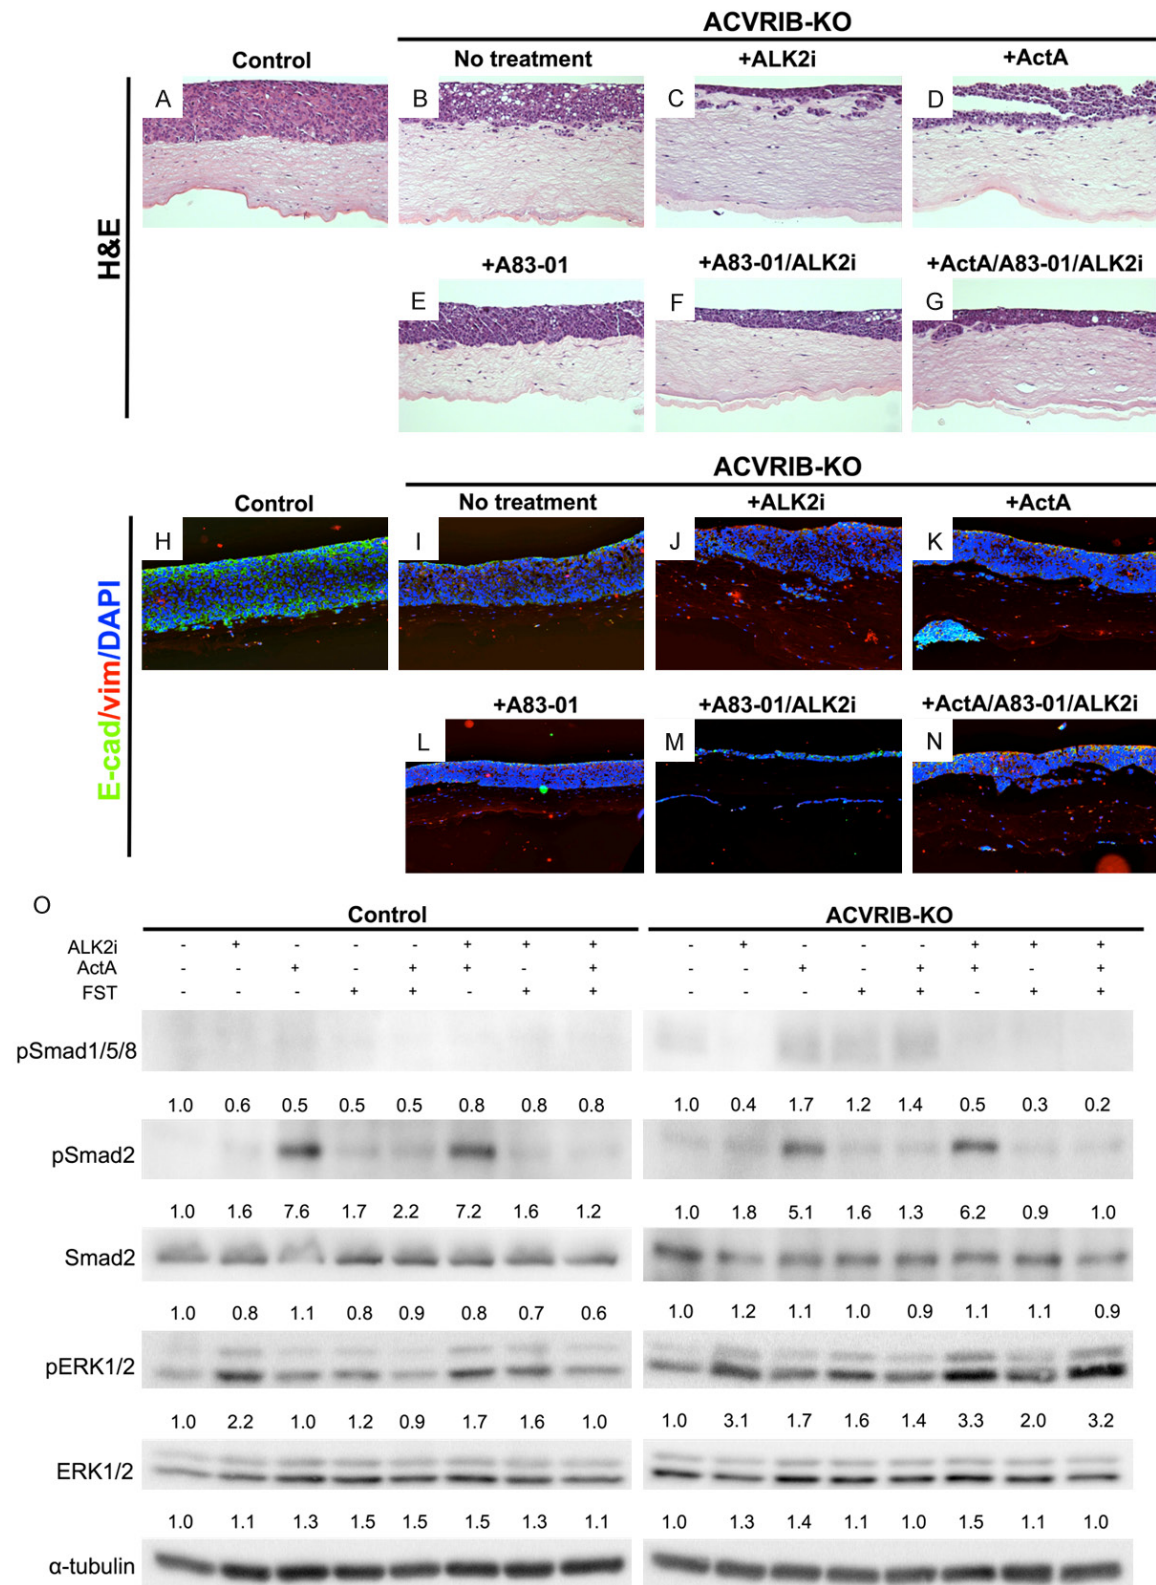 ACVRIB-KO
Control No treatment +ALK2i +ActA
A B C D
H&E
+A83-01 +A83-01/ALK2i +ActA/A83-01/ALK2i
E F G
ACVRIB-KO
Control No treatment +ALK2i +ActA
H I J K
E-cad/vim/DAPI
+A83-01 +A83-01/ALK2i +ActA/A83-01/ALK2i
L M N
O
Control ACVRIB-KO
ALK2i - + - - - + + + - + - - - + + +
ActA - - + - + + - + - - + - + + - +
FST - - - + + - + + - - - + + - + +
pSmad1/5/8
1.0 0.6 0.5 0.5 0.5 0.8 0.8 0.8 1.0 0.4 1.7 1.2 1.4 0.5 0.3 0.2
pSmad2
1.0 1.6 7.6 1.7 2.2 7.2 1.6 1.2 1.0 1.8 5.1 1.6 1.3 6.2 0.9 1.0
Smad2
1.0 0.8 1.1 0.8 0.9 0.8 0.7 0.6 1.0 1.2 1.1 1.0 0.9 1.1 1.1 0.9
pERK1/2
1.0 2.2 1.0 1.2 0.9 1.7 1.6 1.0 1.0 3.1 1.7 1.6 1.4 3.3 2.0 3.2
ERK1/2
1.0 1.1 1.3 1.5 1.5 1.5 1.3 1.1 1.0 1.3 1.4 1.1 1.0 1.5 1.1 1.0
α-tubulin